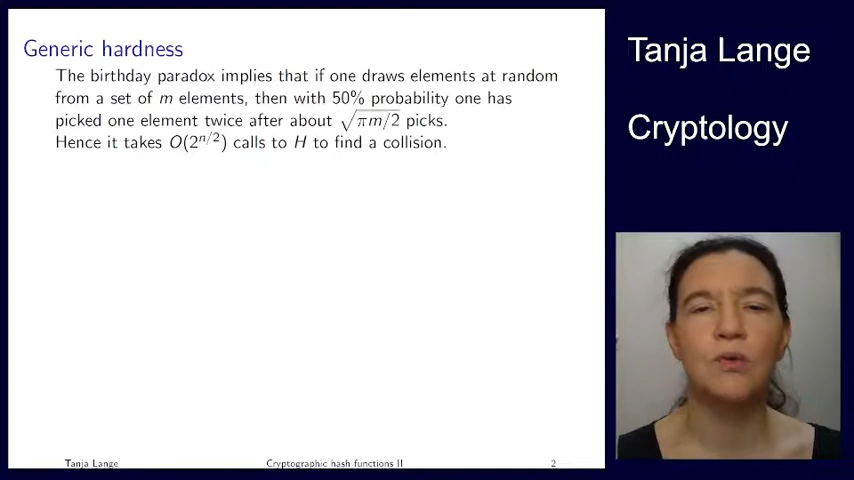 Generic hardness
The birthday paradox implies that if one draws elements at random
from a set of m elements, then with 50% probability one has
picked one element twice after about √πm/2 picks.
Hence it takes O(2^{n/2}) calls to H to find a collision.
Tanja Lange
Cryptographic hash functions II
2
Tanja Lange
Cryptology